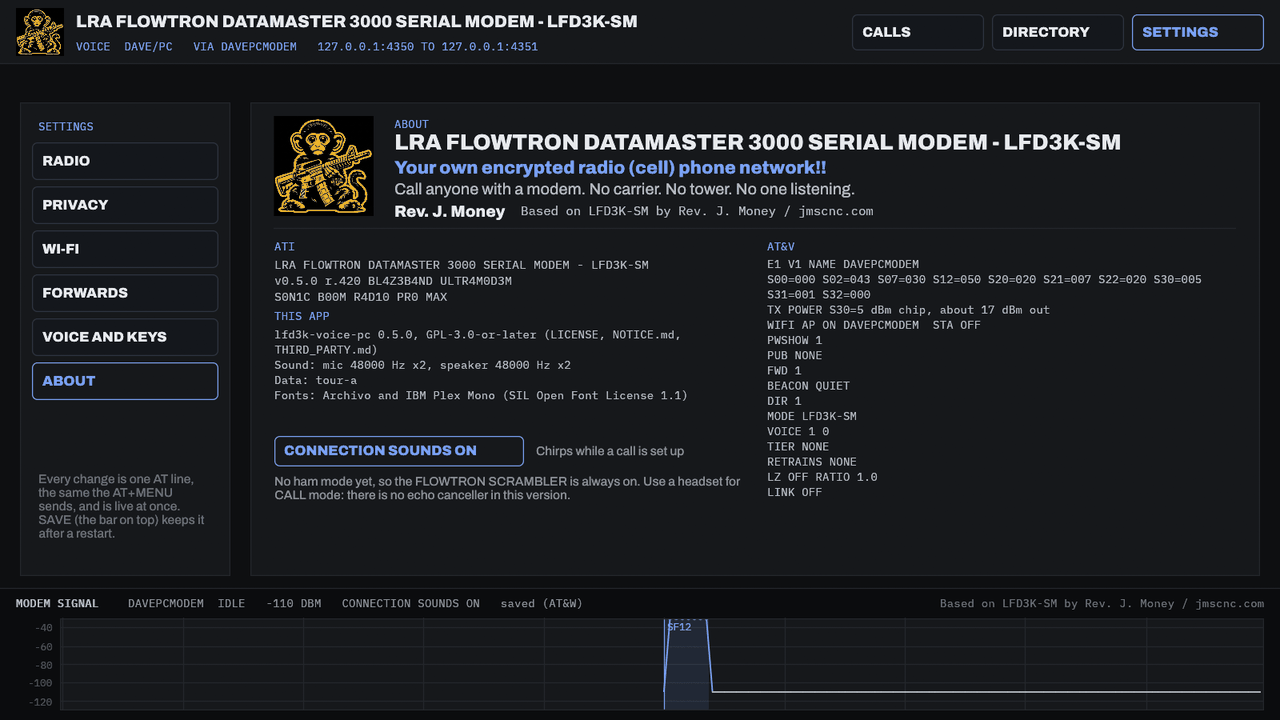 LRA FLOWTRON DATAMASTER 3000 SERIAL MODEM - LFD3K-SM
VOICE DAVE/PC VIA DAVEPCMODEM 127.0.0.1:4350 TO 127.0.0.1:4351
CALLS
DIRECTORY
SETTINGS
SETTINGS
RADIO
PRIVACY
WI-FI
FORWARDS
VOICE AND KEYS
ABOUT
Every change is one AT line,
the same the AT+MENU
sends, and is live at once.
SAVE (the bar on top) keeps it
after a restart.
ABOUT
LRA FLOWTRON DATAMASTER 3000 SERIAL MODEM - LFD3K-SM
Your own encrypted radio (cell) phone network!!
Call anyone with a modem. No carrier. No tower. No one listening.
Rev. J. Money Based on LFD3K-SM by Rev. J. Money / jmscnc.com
ATI
LRA FLOWTRON DATAMASTER 3000 SERIAL MODEM - LFD3K-SM
v0.5.0 r.420 BL4Z3B4ND ULTR4M0D3M
S0N1C B00M R4D10 PR0 MAX
THIS APP
lfd3k-voice-pc 0.5.0, GPL-3.0-or-later (LICENSE, NOTICE.md,
THIRD_PARTY.md)
Sound: mic 48000 Hz x2, speaker 48000 Hz x2
Data: tour-a
Fonts: Archivo and IBM Plex Mono (SIL Open Font License 1.1)
CONNECTION SOUNDS ON Chirps while a call is set up
No ham mode yet, so the FLOWTRON SCRAMBLER is always on. Use a headset for
CALL mode: there is no echo canceller in this version.
AT&V
E1 V1 NAME DAVEPCMODEM
S00=000 S02=043 S07=030 S12=050 S20=020 S21=007 S22=020 S30=005
S31=001 S32=000
TX POWER S30=5 dBm chip, about 17 dBm out
WIFI AP ON DAVEPCMODEM STA OFF
PWSHOW 1
PUB NONE
FWD 1
BEACON QUIET
DIR 1
MODE LFD3K-SM
VOICE 1 0
TIER NONE
RETRAINS NONE
LZ OFF RATIO 1.0
LINK OFF
MODEM SIGNAL DAVEPCMODEM IDLE -110 DBM CONNECTION SOUNDS ON saved (AT&W)
Based on LFD3K-SM by Rev. J. Money / jmscnc.com
SF12
-40
-60
-80
-100
-120